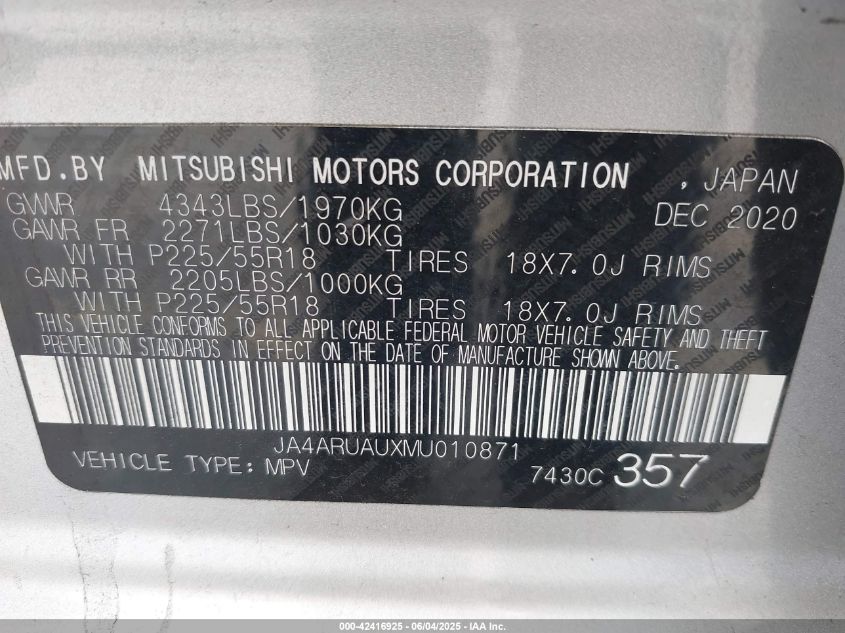 MFD.BY MITSUBISHI MOTORS CORPORATION , JAPAN
GVWR 4343LBS/1970KG DEC 2020
GAWR FR 2271LBS/1030KG
WITH P225/55R18 TIRES 18X7.0J RIMS
GAWR RR 2205LBS/1000KG
WITH P225/55R18 TIRES 18X7.0J RIMS
THIS VEHICLE CONFORMS TO ALL APPLICABLE FEDERAL MOTOR VEHICLE SAFETY AND THEFT
PREVENTION STANDARDS IN EFFECT ON THE DATE OF MANUFACTURE SHOWN ABOVE.
JA4ARUAUXMU010871
VEHICLE TYPE: MPV 7430C 357
000-42416925 - 06/04/2025 - IAA Inc.